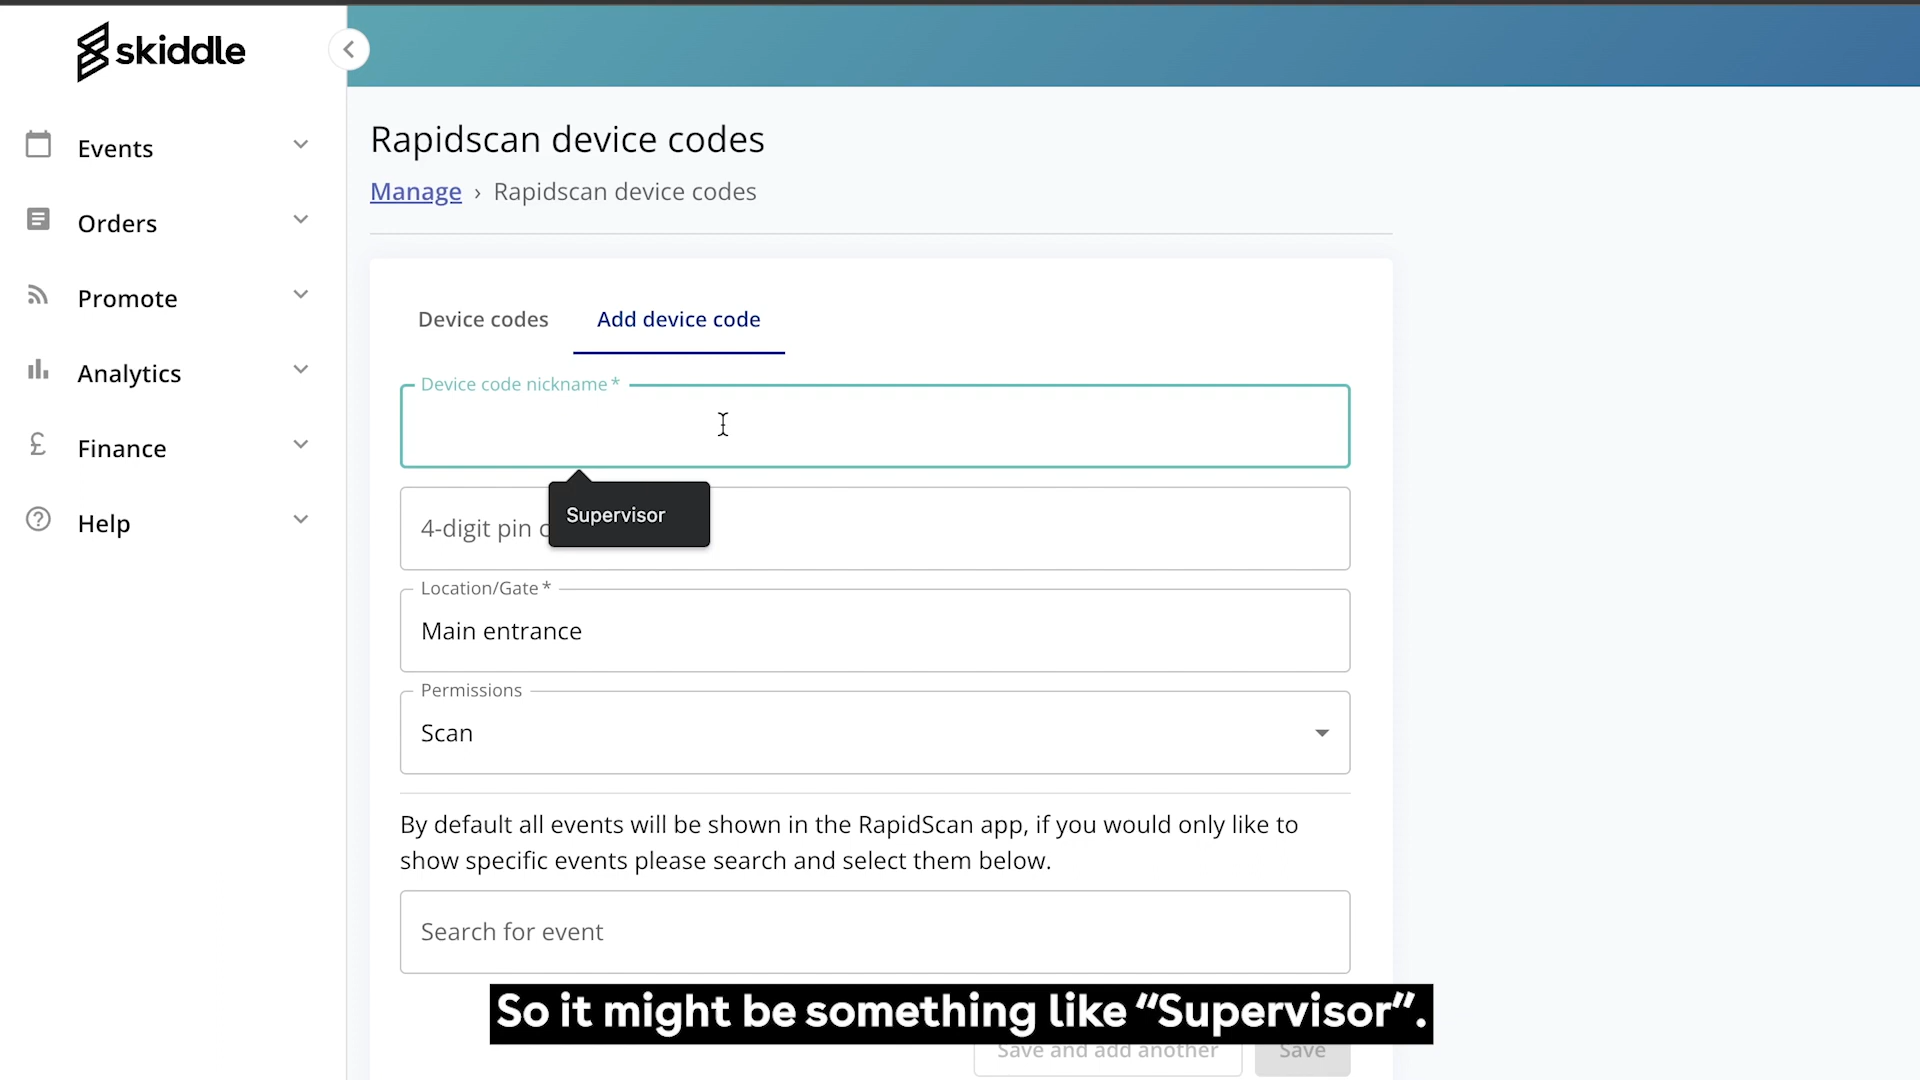 skiddle
Events
Orders
Promote
Analytics
£ Finance
Help
Rapidscan device codes
Manage › Rapidscan device codes
Device codes
Add device code
Device code nickname *
Supervisor
4-digit pin
Location/Gate *
Main entrance
Permissions
Scan
By default all events will be shown in the RapidScan app, if you would only like to
show specific events please search and select them below.
Search for event
So it might be something like “Supervisor”.
Save and add another
Save